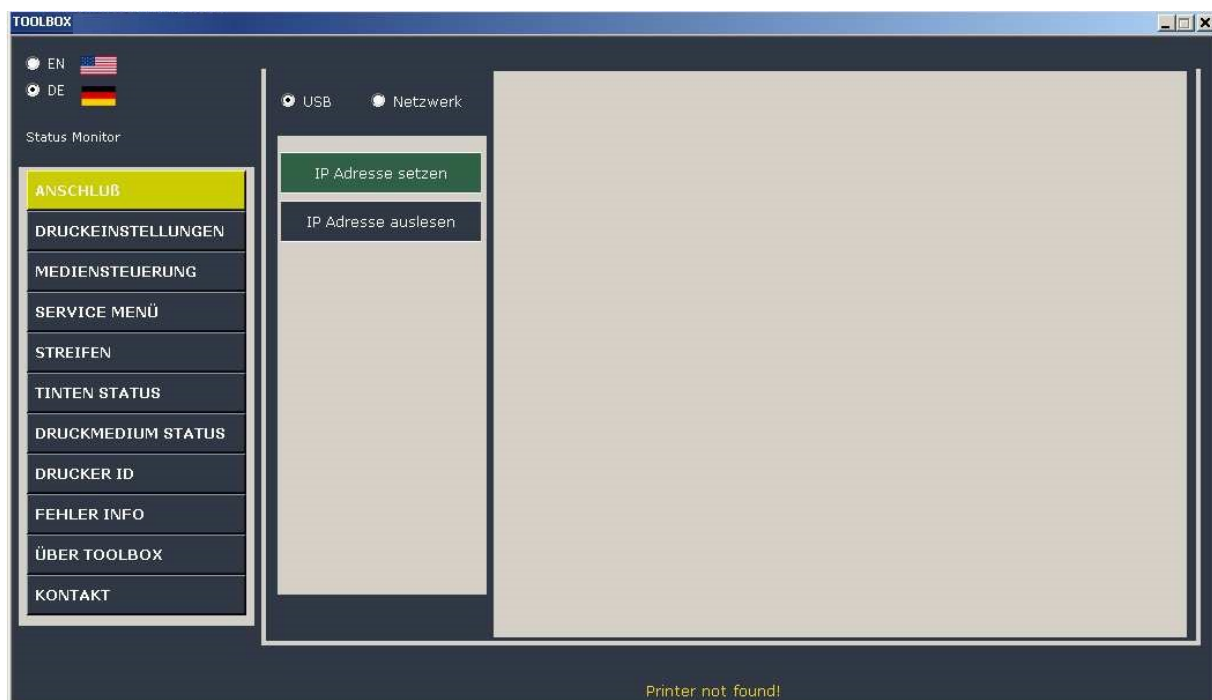 TOOLBOX
EN
DE
Status Monitor
ANSCHLUß
DRUCKEINSTELLUNGEN
MEDIENSTEUERUNG
SERVICE MENÜ
STREIFEN
TINTEN STATUS
DRUCKMEDIUM STATUS
DRUCKER ID
FEHLER INFO
ÜBER TOOLBOX
KONTAKT
USB Netzwerk
IP Adresse setzen
IP Adresse auslesen
Printer not found!